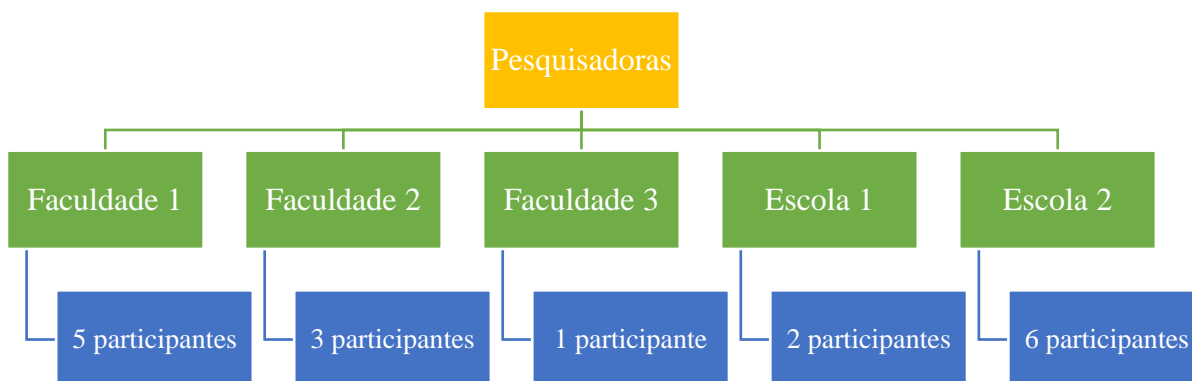 Pesquisadoras
Faculdade 1
Faculdade 2
Faculdade 3
Escola 1
Escola 2
5 participantes
3 participantes
1 participante
2 participantes
6 participantes